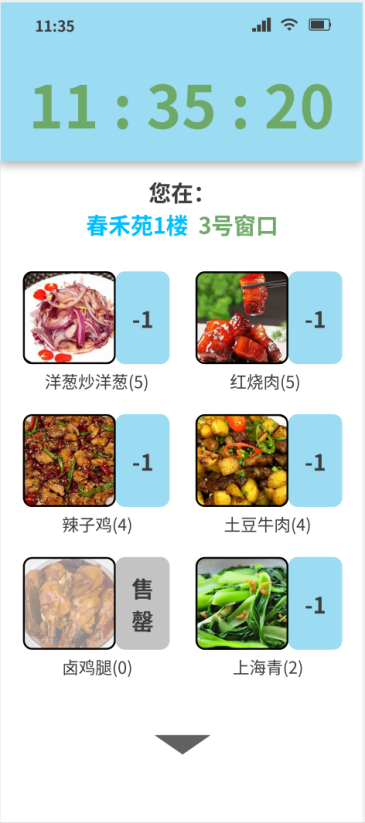 11:35
11 : 35 : 20
您在：
春禾苑1楼 3号窗口
-1 -1
洋葱炒洋葱(5) 红烧肉(5)
-1 -1
辣子鸡(4) 土豆牛肉(4)
售
罄
-1
卤鸡腿(0) 上海青(2)